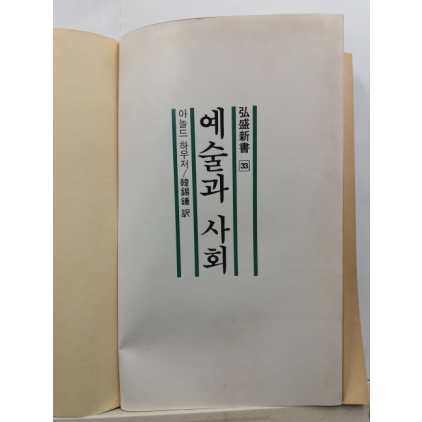 弘盛新書 33
예술과 사회
아놀드 하우저/韓錫鍾 訳